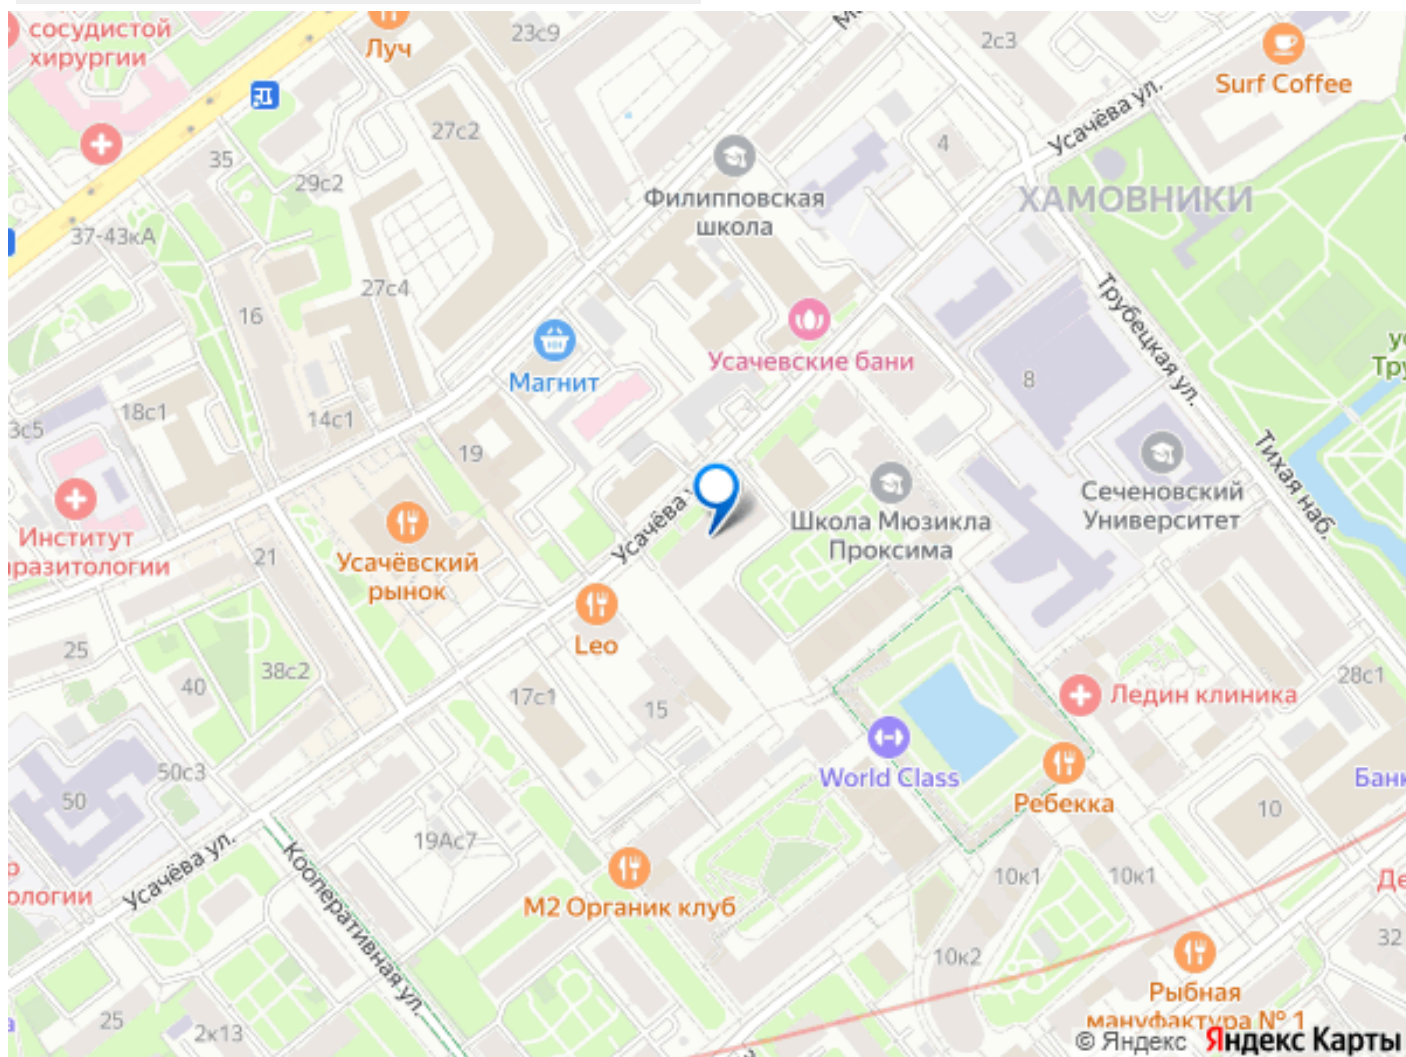 сосудистой
хирургии
Луч
23с9
2с3
Surf Coffee
Усачёва ул.
27с2
35
29с2
4
Филипповская
школа
ХАМОВНИКИ
37-43кА
27с4
16
Трубецкая ул.
Усачевские бани
Магнит
8
18с1
14с1
19
Тихая наб.
Сеченовский
Университет
Школа Мюзикла
Проксима
Усачёва
Институт
Усачёвский
рынок
21
Leo
25
38с2
40
17с1
15
28с1
Ледин клиника
World Class
Ребекка
50с3
50
10
19Ас7
Усачёва ул.
Кооперативная ул.
М2 Органик клуб
10к1
10к1
10к2
32
Рыбная
мануфактура № 1
25
2к13
© Яндекс Яндекс Карты